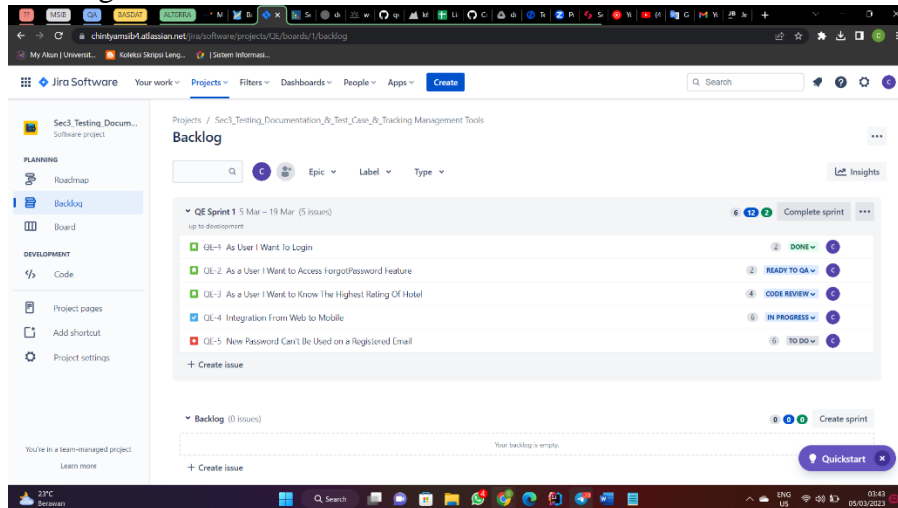 ?? MSIB QA BASDAT ALTERRA
chintyamsib4.atlassian.net/jira/software/projects/QE/boards/1/backlog
My Akun | Universit... Koleksi Skripsi Leng... | Sistem Informasi...
Jira Software Your work Projects Filters Dashboards People Apps Create Search C
Sec3_Testing_Docum...
Software project
Projects / Sec3_Testing_Documentation_&_Test_Case_&_Tracking_Management Tools
Backlog
PLANNING
Roadmap
Backlog
Board
DEVELOPMENT
Code
Project pages
Add shortcut
Project settings
C Epic Label Type Insights
QE Sprint 1 5 Mar – 19 Mar (5 issues) 6 12 2 Complete sprint
up to development
QE-1 As User I Want To Login 2 DONE C
QE-2 As a User I Want to Access ForgotPassword Feature 2 READY TO QA C
QE-3 As a User I Want to Know The Highest Rating Of Hotel 4 CODE REVIEW C
QE-4 Integration From Web to Mobile 6 IN PROGRESS C
QE-5 New Password Can't Be Used on a Registered Email 6 TO DO C
+ Create issue
Backlog (0 issues) 0 0 0 Create sprint
Your backlog is empty.
+ Create issue
You're in a team-managed project
Learn more
Quickstart
23°C
Berawan
Search
ENG
US
03:43
05/03/2023